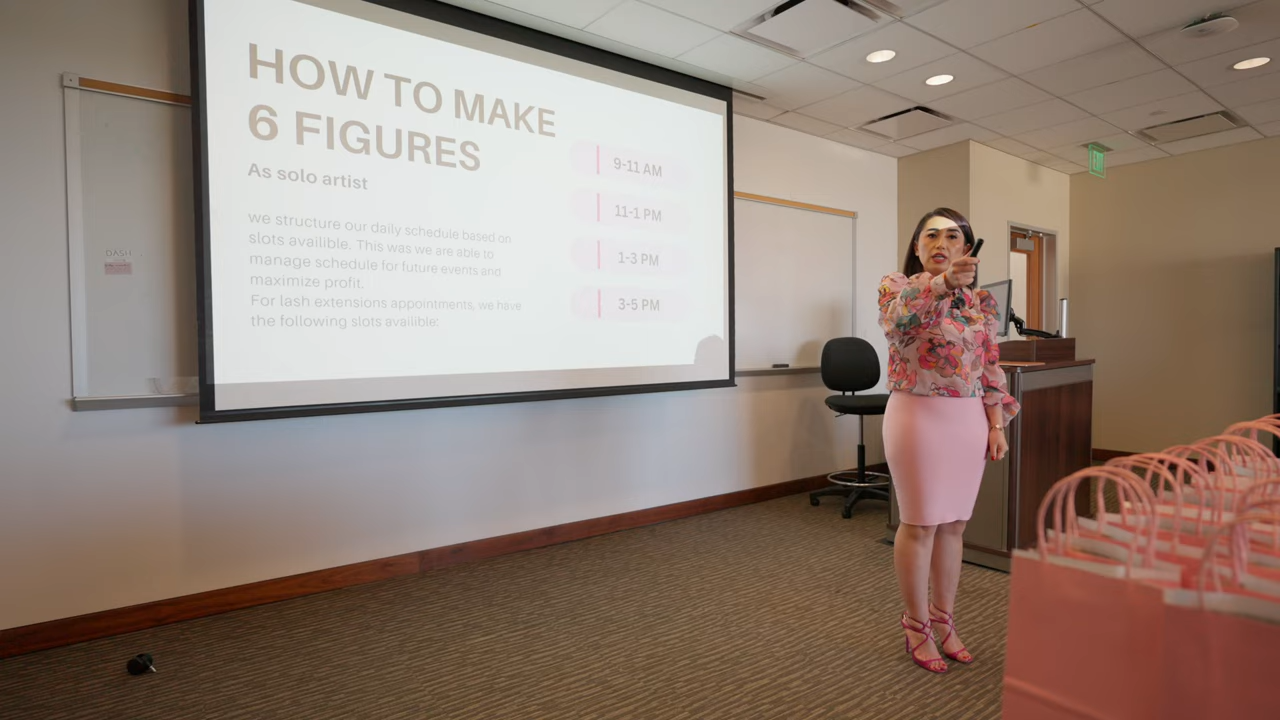 HOW TO MAKE
6 FIGURES
As solo artist
we structure our daily schedule based on
slots availible. This was we are able to
manage schedule for future events and
maximize profit.
For lash extensions appointments, we have
the following slots availible:
9-11 AM
11-1 PM
1-3 PM
3-5 PM
DASH